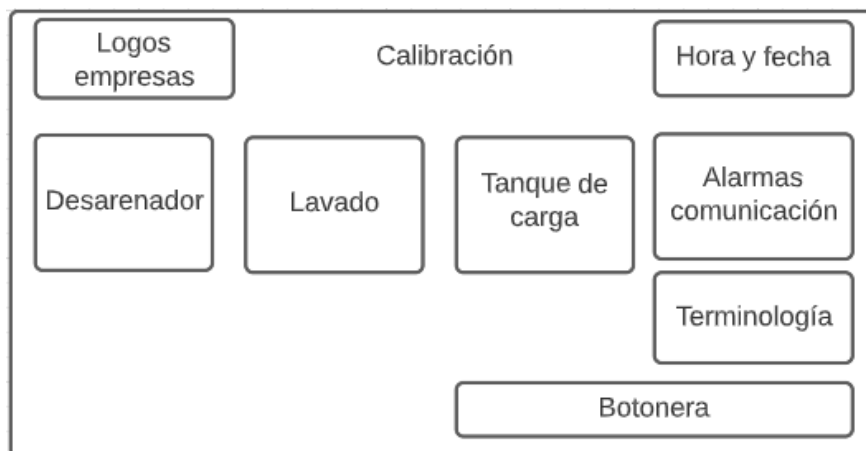 Logos
empresas
Calibración
Hora y fecha
Desarenador
Lavado
Tanque de
carga
Alarmas
comunicación
Terminología
Botonera